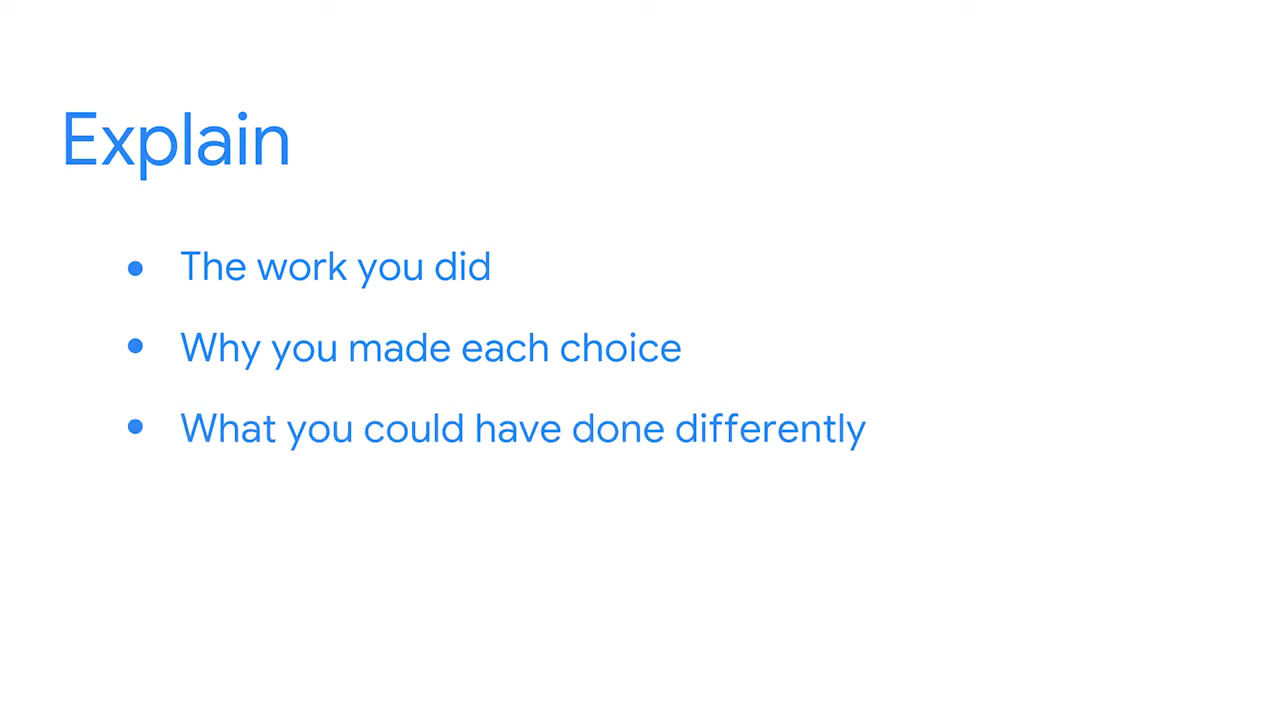 Explain
• The work you did
• Why you made each choice
• What you could have done differently